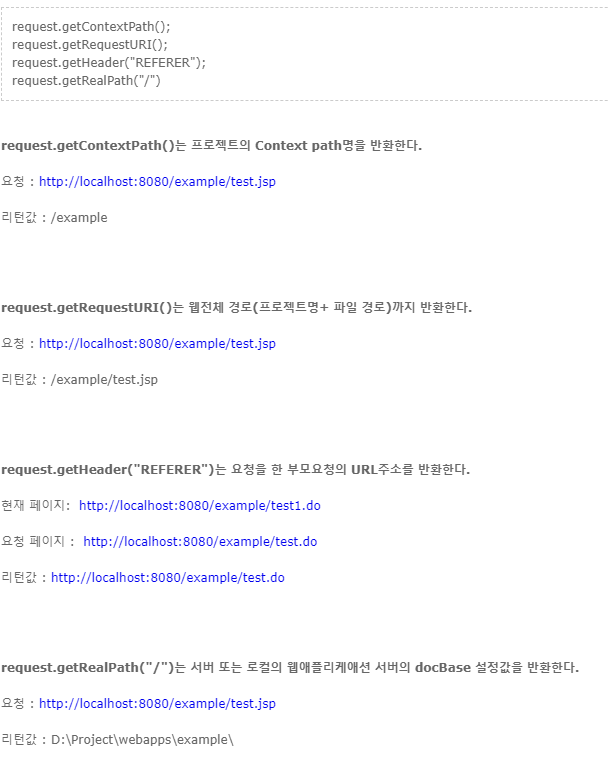 request.getContextPath();
request.getRequestURI();
request.getHeader("REFERER");
request.getRealPath("/")
request.getContextPath()는 프로젝트의 Context path명을 반환한다.
요청 : http://localhost:8080/example/test.jsp
리턴값 : /example
request.getRequestURI()는 웹전체 경로(프로젝트명+ 파일 경로)까지 반환한다.
요청 : http://localhost:8080/example/test.jsp
리턴값 : /example/test.jsp
request.getHeader("REFERER")는 요청을 한 부모요청의 URL주소를 반환한다.
현재 페이지:  http://localhost:8080/example/test1.do
요청 페이지 :  http://localhost:8080/example/test.do
리턴값 : http://localhost:8080/example/test.do
request.getRealPath("/")는 서버 또는 로컬의 웹애플리케애션 서버의 docBase 설정값을 반환한다.
요청 : http://localhost:8080/example/test.jsp
리턴값 : D:\Project\webapps\example\